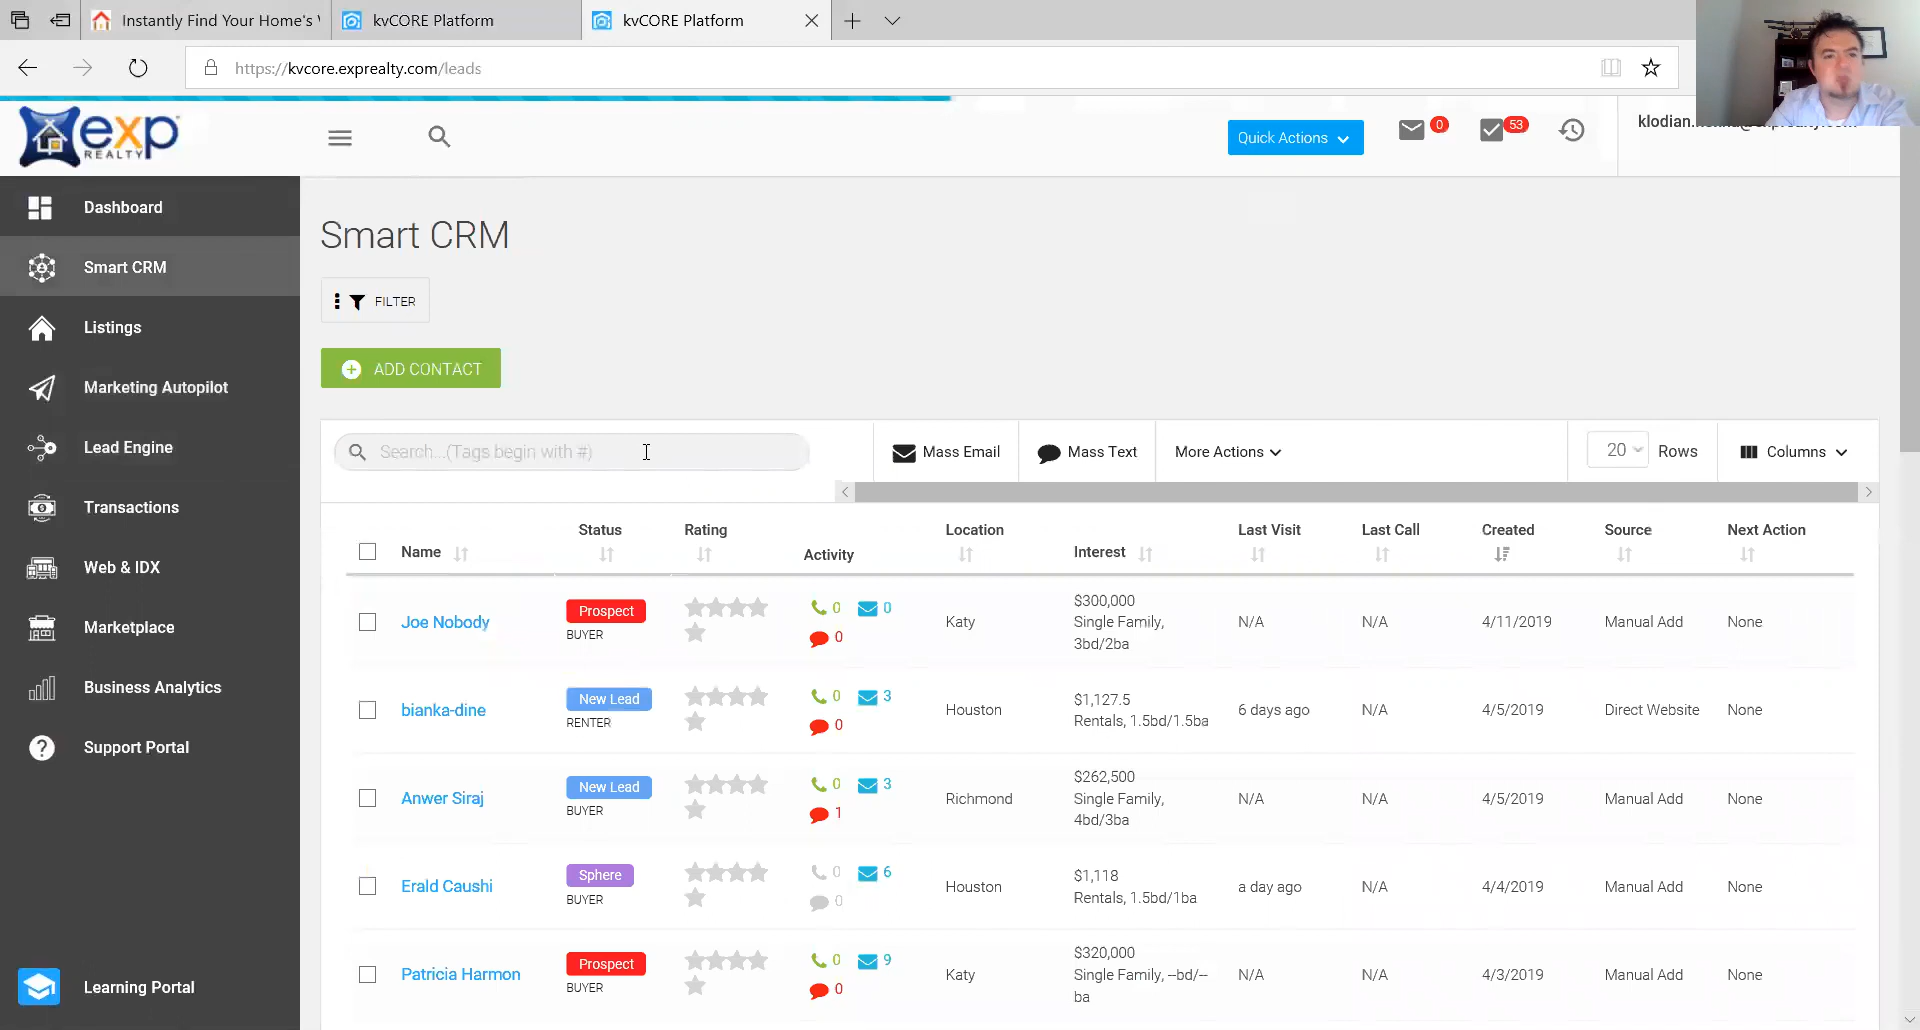 Instantly Find Your Home's
kvCORE Platform
kvCORE Platform
https://kvcore.exprealty.com/leads
exp
REALTY
Quick Actions
0
53
Dashboard
Smart CRM
Listings
Marketing Autopilot
Lead Engine
Transactions
Web & IDX
Marketplace
Business Analytics
Support Portal
Learning Portal
Smart CRM
FILTER
ADD CONTACT
Search...(Tags begin with #)
Mass Email
Mass Text
More Actions
20 Rows
Columns
Name Status Rating Activity Location Interest Last Visit Last Call Created Source Next Action
Joe Nobody
Prospect
BUYER
0 0
0
Katy
$300,000
Single Family,
3bd/2ba
N/A
N/A
4/11/2019
Manual Add
None
bianka-dine
New Lead
RENTER
0 3
0
Houston
$1,127.5
Rentals, 1.5bd/1.5ba
6 days ago
N/A
4/5/2019
Direct Website
None
Anwer Siraj
New Lead
BUYER
0 3
1
Richmond
$262,500
Single Family,
4bd/3ba
N/A
N/A
4/5/2019
Manual Add
None
Erald Caushi
Sphere
BUYER
0 6
0
Houston
$1,118
Rentals, 1.5bd/1ba
a day ago
N/A
4/4/2019
Manual Add
None
Patricia Harmon
Prospect
BUYER
0 9
0
Katy
$320,000
Single Family, --bd/--
ba
N/A
N/A
4/3/2019
Manual Add
None